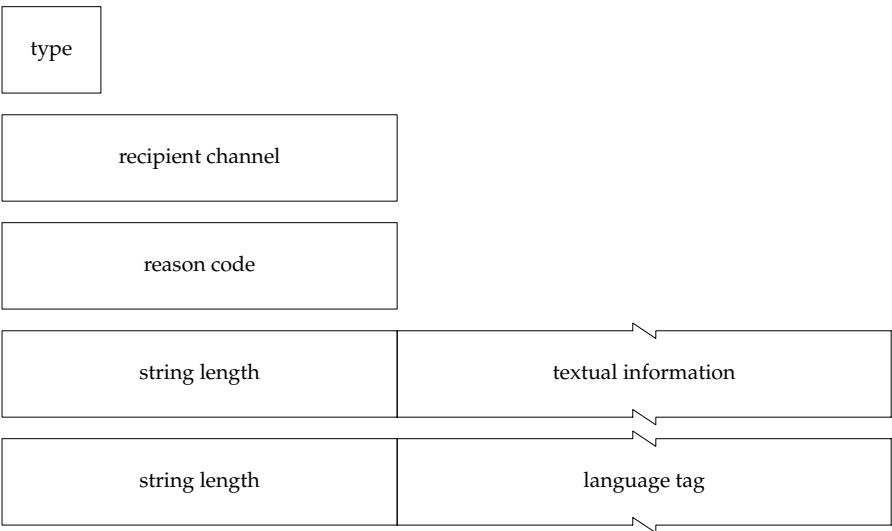 type
recipient channel
reason code
string length textual information
string length language tag